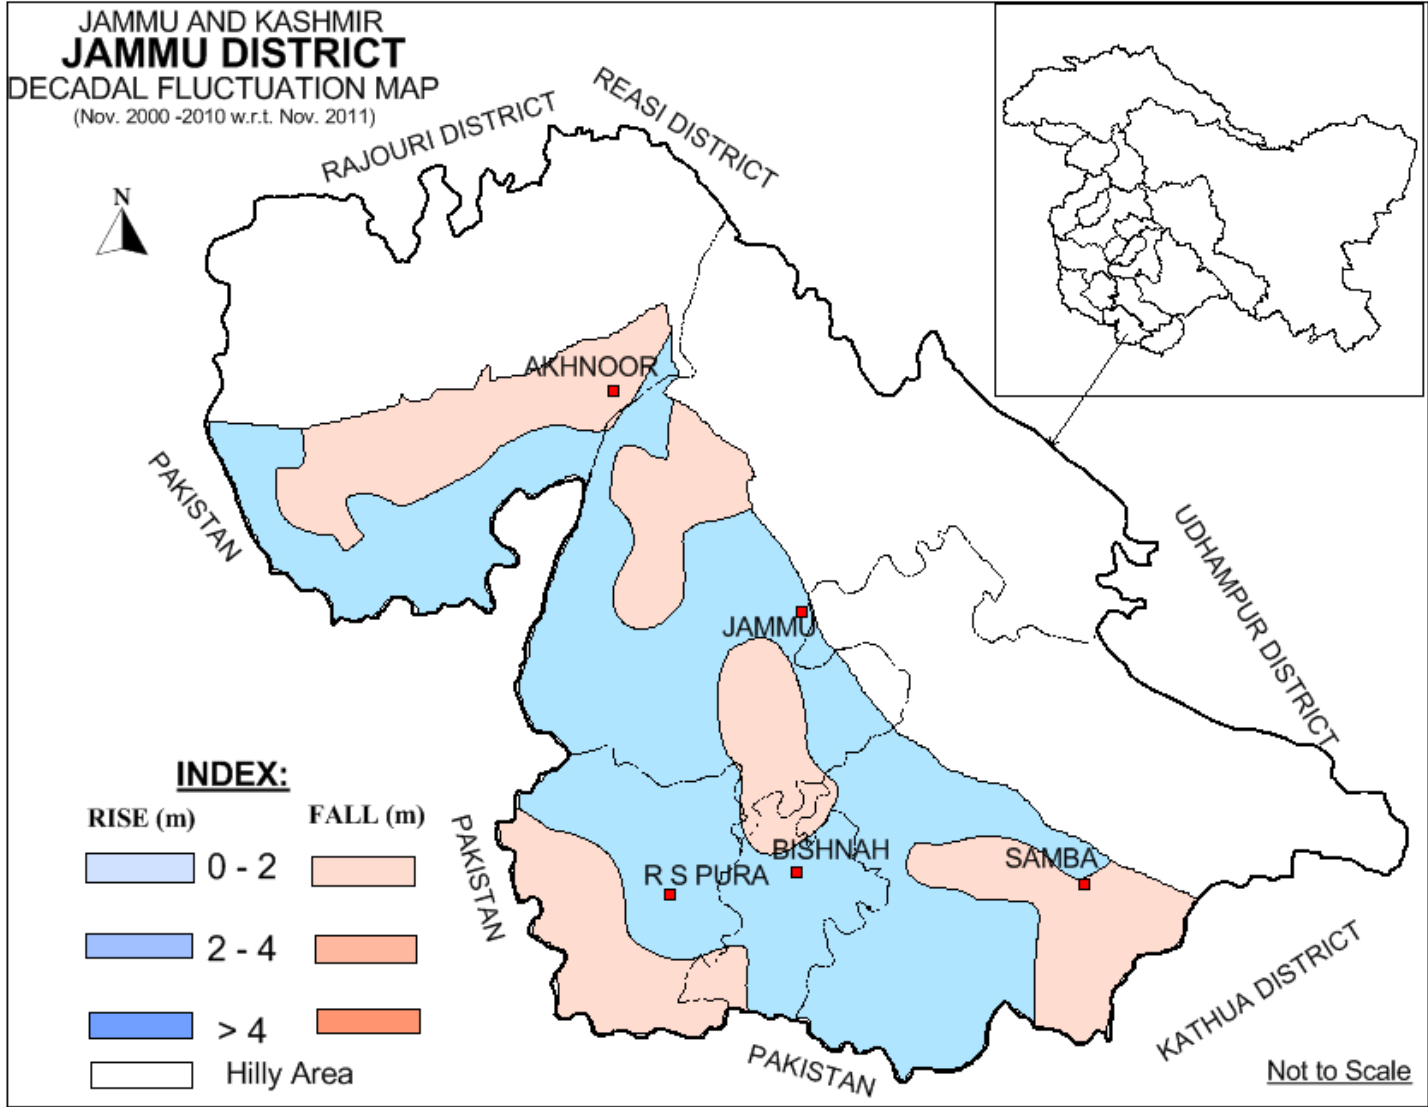 JAMMU AND KASHMIR
JAMMU DISTRICT
DECADAL FLUCTUATION MAP
(Nov. 2000 -2010 w.r.t. Nov. 2011)
RAJOURI DISTRICT
REASI DISTRICT
N
AKHNOOR
PAKISTAN
UDHAMPUR DISTRICT
JAMMU
INDEX:
RISE (m) FALL (m)
0 - 2
2 - 4
> 4
Hilly Area
PAKISTAN
R S PURA
BISHNAH
SAMBA
KATHUA DISTRICT
PAKISTAN
Not to Scale